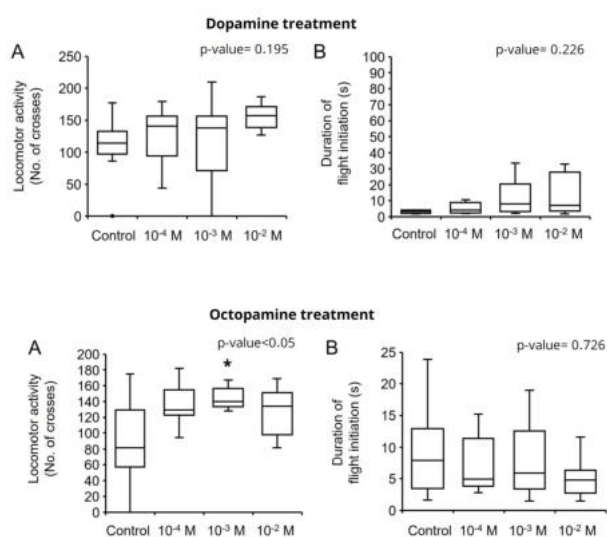 Dopamine treatment
A
p-value= 0.195
Locomotor activity
(No. of crosses)
250
200
150
100
50
0
Control 10⁻⁴ M 10⁻³ M 10⁻² M
B
p-value = 0.226
Duration of
flight initiation (s)
100
90
80
70
60
50
40
30
20
10
0
Control 10⁻⁴ M 10⁻³ M 10⁻² M
Octopamine treatment
A
p-value<0.05
Locomotor activity
(No. of crosses)
200
180
160
140
120
100
80
60
40
20
0
*
Control 10⁻⁴ M 10⁻³ M 10⁻² M
B
p-value= 0.726
Duration of
flight initiation (s)
25
20
15
10
5
0
Control 10⁻⁴ M 10⁻³ M 10⁻² M